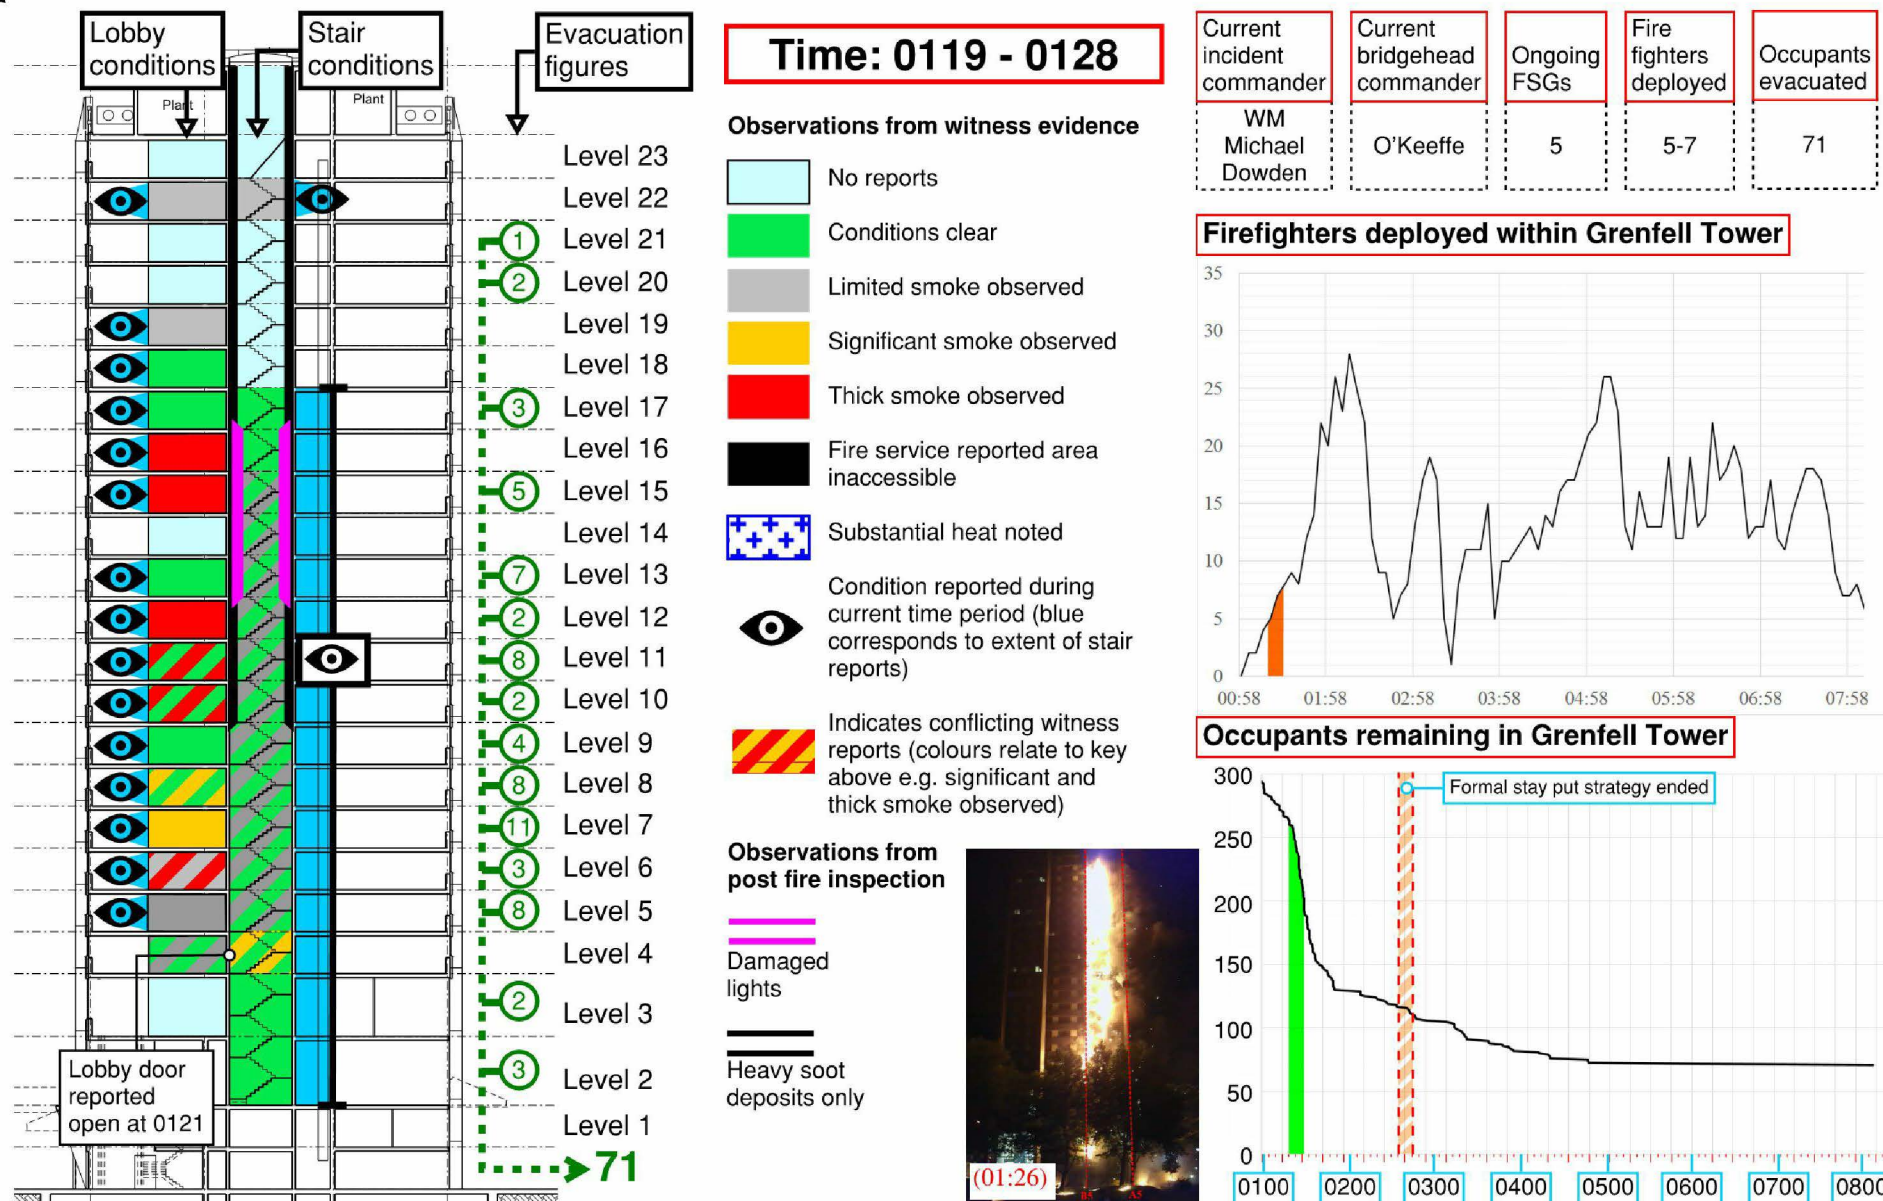 Lobby
conditions
Stair
conditions
Evacuation
figures
Plant
Plant
Level 23
Level 22
1
Level 21
2
Level 20
Level 19
Level 18
3
Level 17
Level 16
5
Level 15
Level 14
7
Level 13
2
Level 12
8
Level 11
2
Level 10
4
Level 9
8
Level 8
11
Level 7
3
Level 6
8
Level 5
Level 4
2
Level 3
3
Level 2
Level 1
71
Lobby door
reported
open at 0121
Time: 0119 - 0128
Observations from witness evidence
No reports
Conditions clear
Limited smoke observed
Significant smoke observed
Thick smoke observed
Fire service reported area
inaccessible
Substantial heat noted
Condition reported during
current time period (blue
corresponds to extent of stair
reports)
Indicates conflicting witness
reports (colours relate to key
above e.g. significant and
thick smoke observed)
Observations from
post fire inspection
Damaged
lights
Heavy soot
deposits only
(01:26)
B5
A5
Current
incident
commander
WM
Michael
Dowden
Current
bridgehead
commander
O'Keeffe
Ongoing
FSGs
5
Fire
fighters
deployed
5-7
Occupants
evacuated
71
Firefighters deployed within Grenfell Tower
35
30
25
20
15
10
5
0
00:58 01:58 02:58 03:58 04:58 05:58 06:58 07:58
Occupants remaining in Grenfell Tower
Formal stay put strategy ended
300
250
200
150
100
50
0
0100 0200 0300 0400 0500 0600 0700 0800